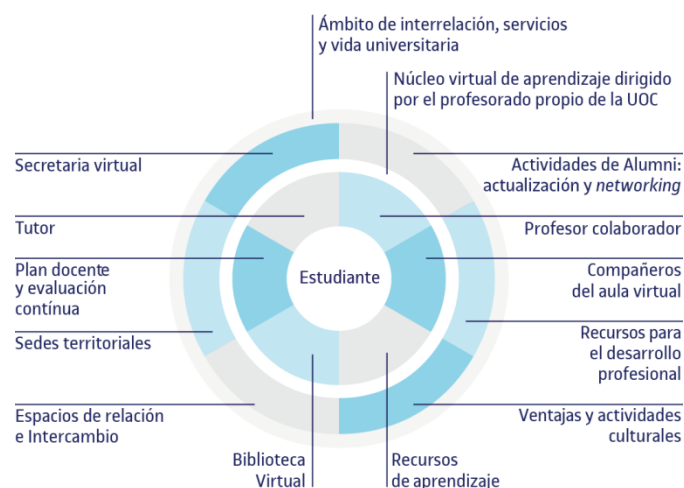 Ámbito de interrelación, servicios
y vida universitaria
Núcleo virtual de aprendizaje dirigido
por el profesorado propio de la UOC
Secretaria virtual
Actividades de Alumni:
actualización y networking
Tutor
Profesor colaborador
Plan docente
y evaluación
contínua
Estudiante
Compañeros
del aula virtual
Sedes territoriales
Recursos para
el desarrollo
profesional
Espacios de relación
e Intercambio
Ventajas y actividades
culturales
Biblioteca
Virtual
Recursos
de aprendizaje